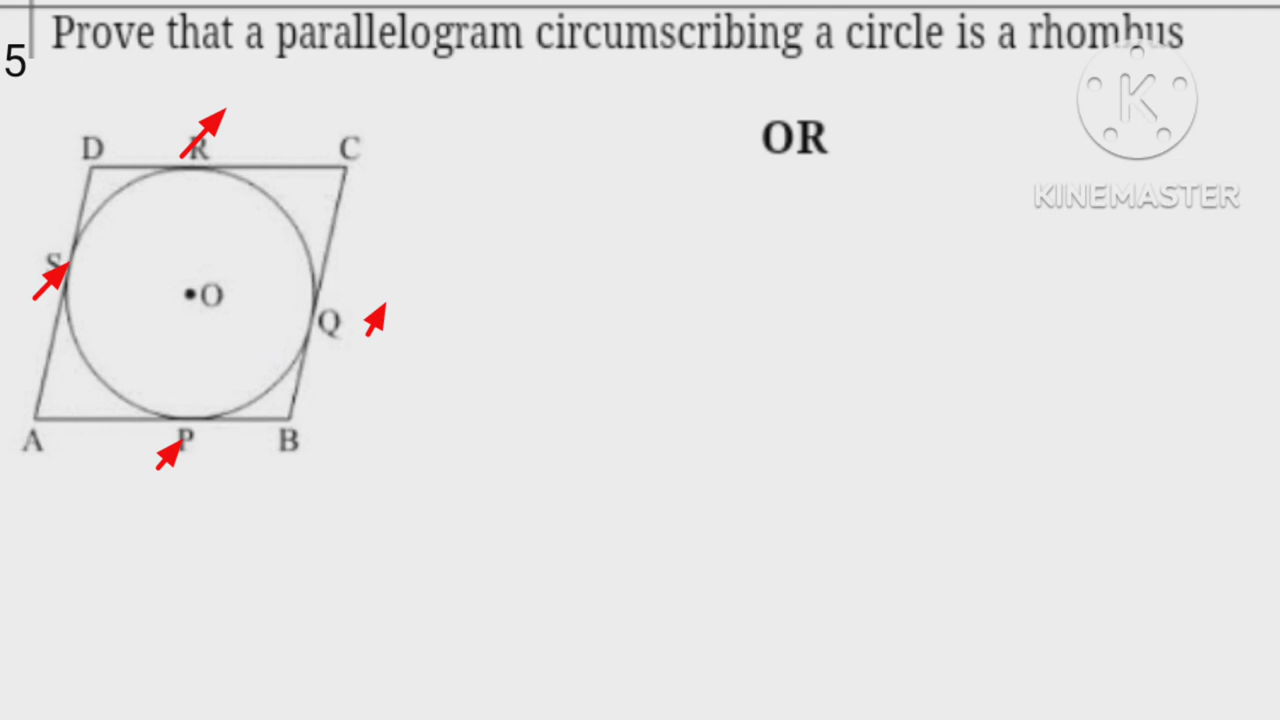 Prove that a parallelogram circumscribing a circle is a rhombus
5
K
OR
KINEMASTER
D R C
S
O
Q
A P B